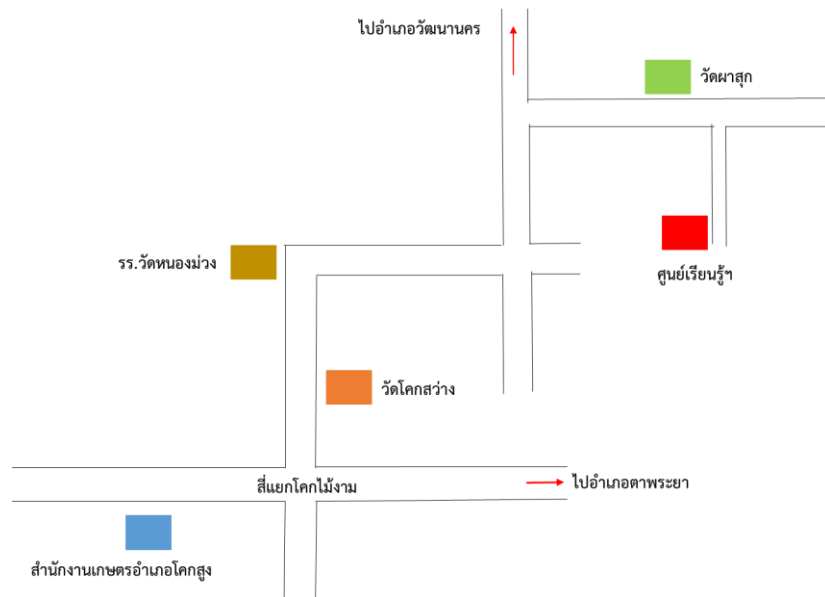 ไปอำเภอวัฒนานคร
วัดผาสุก
รร.วัดหนองม่วง
ศูนย์เรียนรู้ฯ
วัดโคกสว่าง
สี่แยกโคกไม้งาม
ไปอำเภอตาพระยา
สำนักงานเกษตรอำเภอโคกสูง